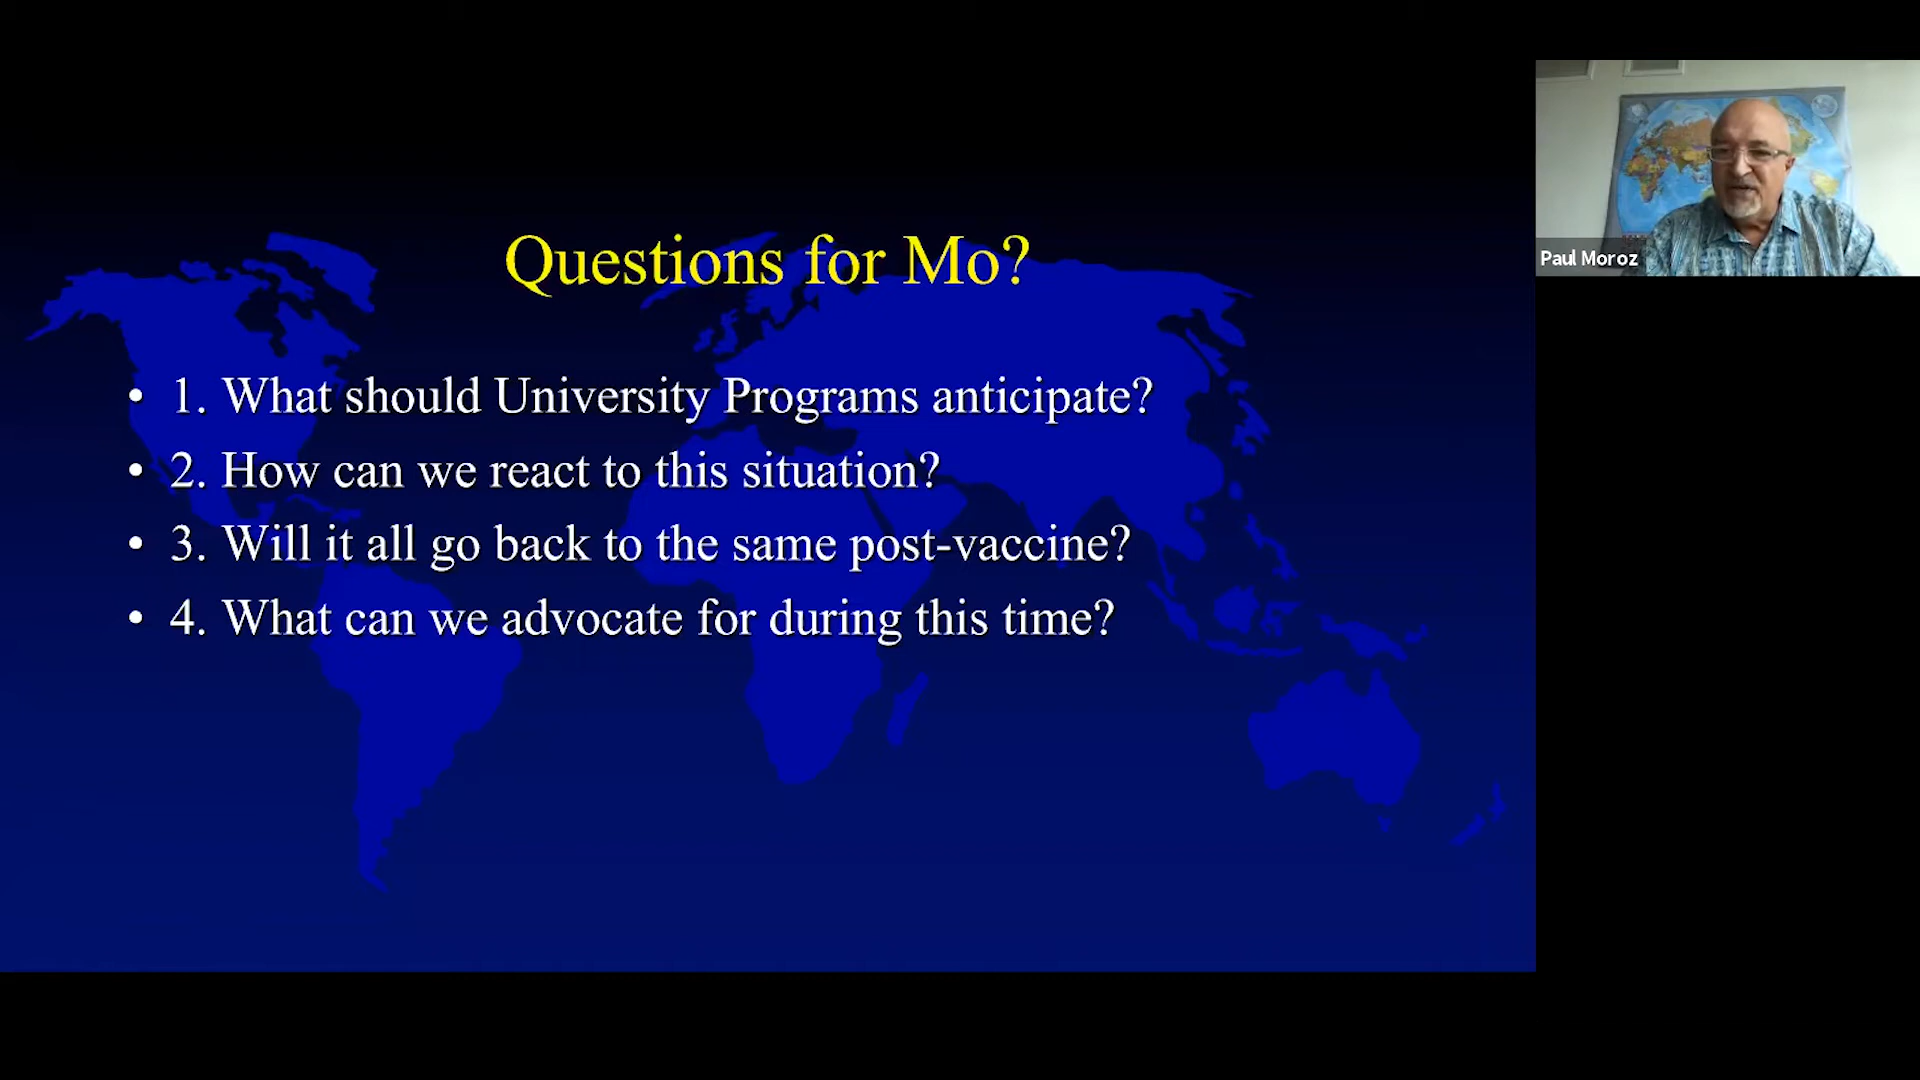 Questions for Mo?
• 1. What should University Programs anticipate?
• 2. How can we react to this situation?
• 3. Will it all go back to the same post-vaccine?
• 4. What can we advocate for during this time?
Paul Moroz